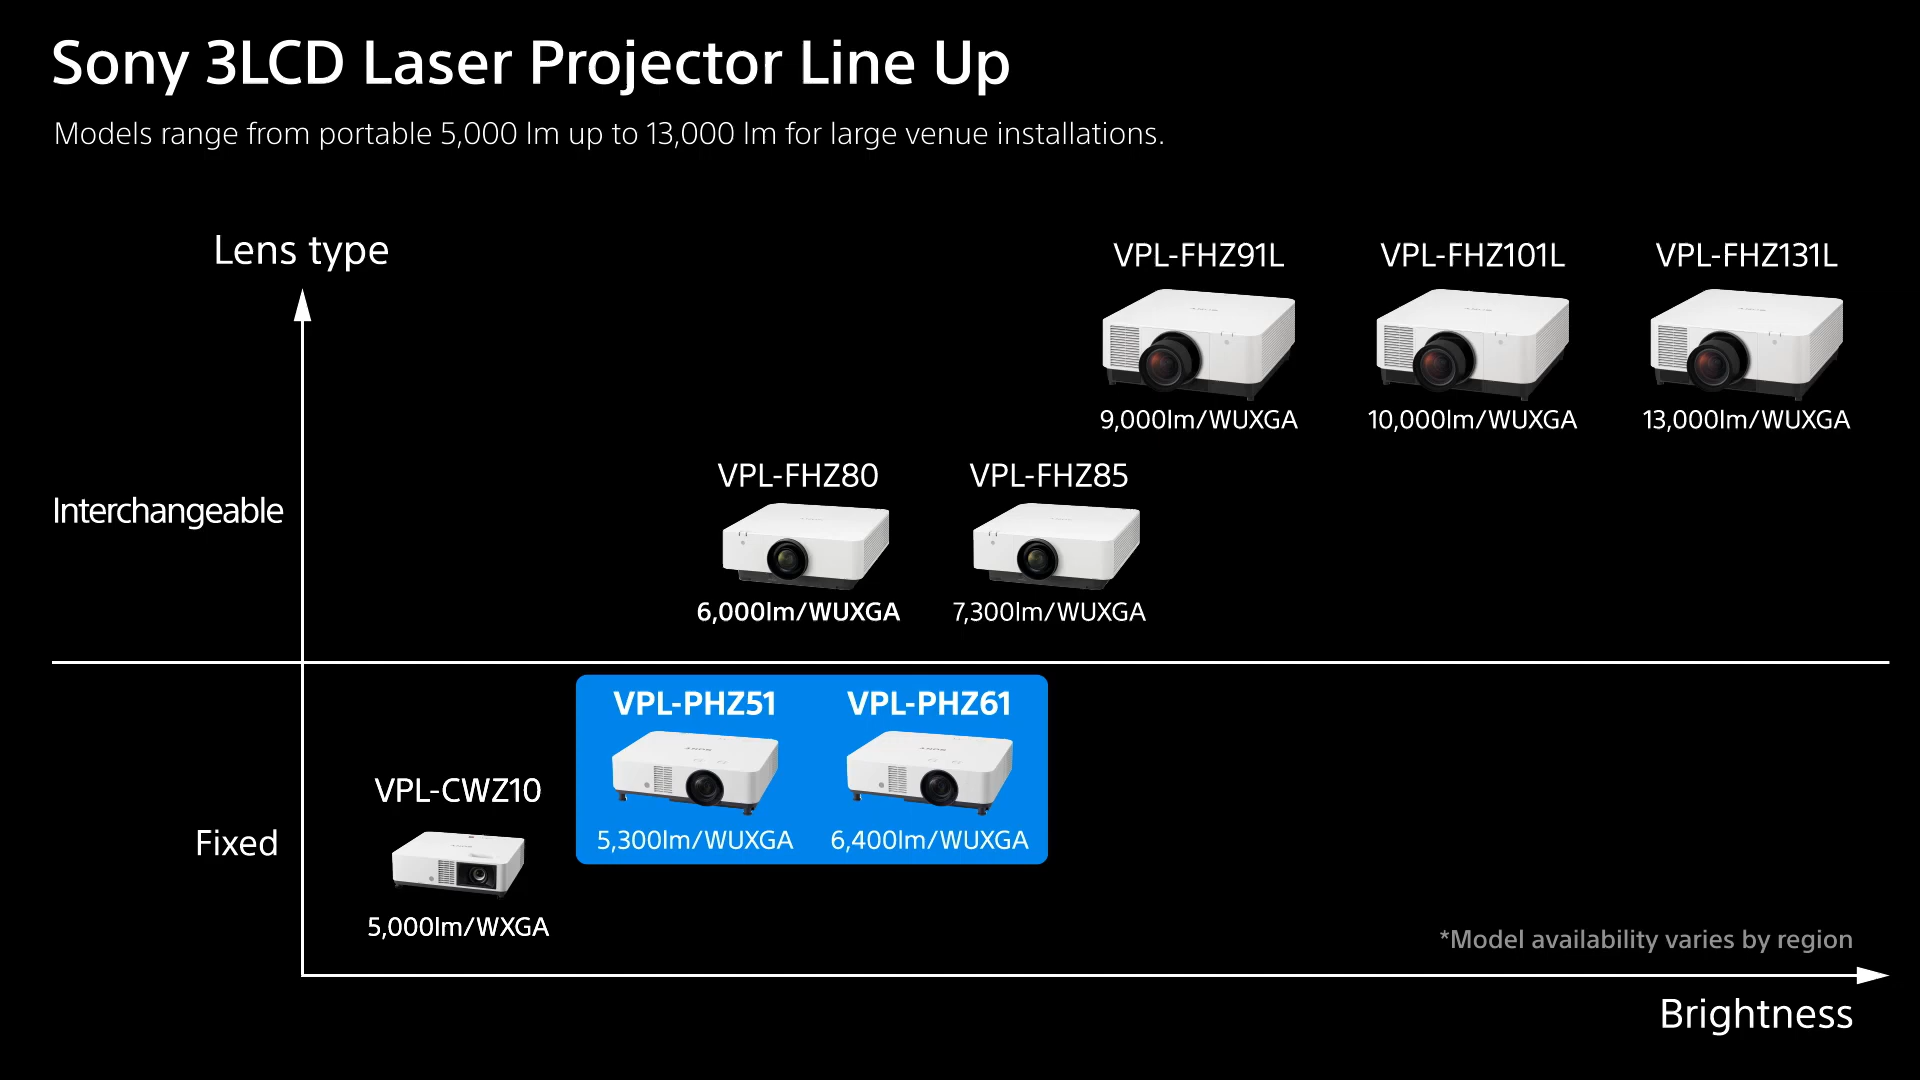 Sony 3LCD Laser Projector Line Up
Models range from portable 5,000 lm up to 13,000 lm for large venue installations.
Lens type
VPL-FHZ91L
VPL-FHZ101L
VPL-FHZ131L
9,000lm/WUXGA
10,000lm/WUXGA
13,000lm/WUXGA
Interchangeable
VPL-FHZ80
VPL-FHZ85
6,000lm/WUXGA
7,300lm/WUXGA
VPL-PHZ51
VPL-PHZ61
SONY
SONY
5,300lm/WUXGA
6,400lm/WUXGA
Fixed
VPL-CWZ10
5,000lm/WXGA
*Model availability varies by region
Brightness